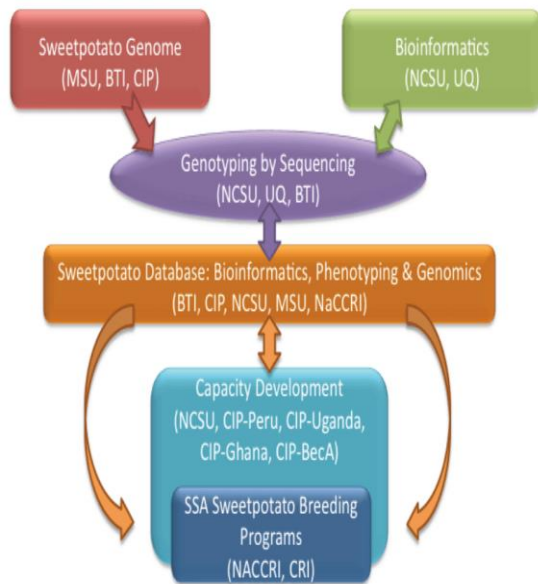 Sweetpotato Genome
(MSU, BTI, CIP)
Bioinformatics
(NCSU, UQ)
Genotyping by Sequencing
(NCSU, UQ, BTI)
Sweetpotato Database: Bioinformatics, Phenotyping & Genomics
(BTI, CIP, NCSU, MSU, NaCCRI)
Capacity Development
(NCSU, CIP-Peru, CIP-Uganda,
CIP-Ghana, CIP-BecA)
SSA Sweetpotato Breeding
Programs
(NACCRI, CRI)